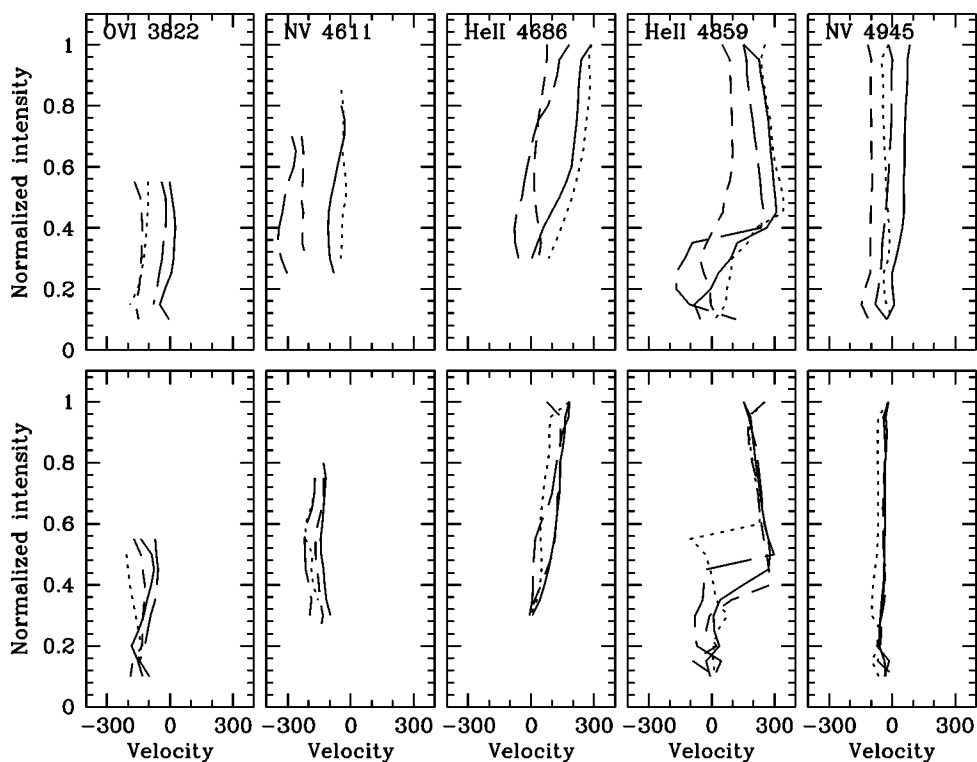 OVI 3822
NV 4611
HeII 4686
HeII 4859
NV 4945
Normalized intensity
1
0.8
0.6
0.4
0.2
0
Normalized intensity
1
0.8
0.6
0.4
0.2
0
-300 0 300
-300 0 300
-300 0 300
-300 0 300
-300 0 300
Velocity
Velocity
Velocity
Velocity
Velocity